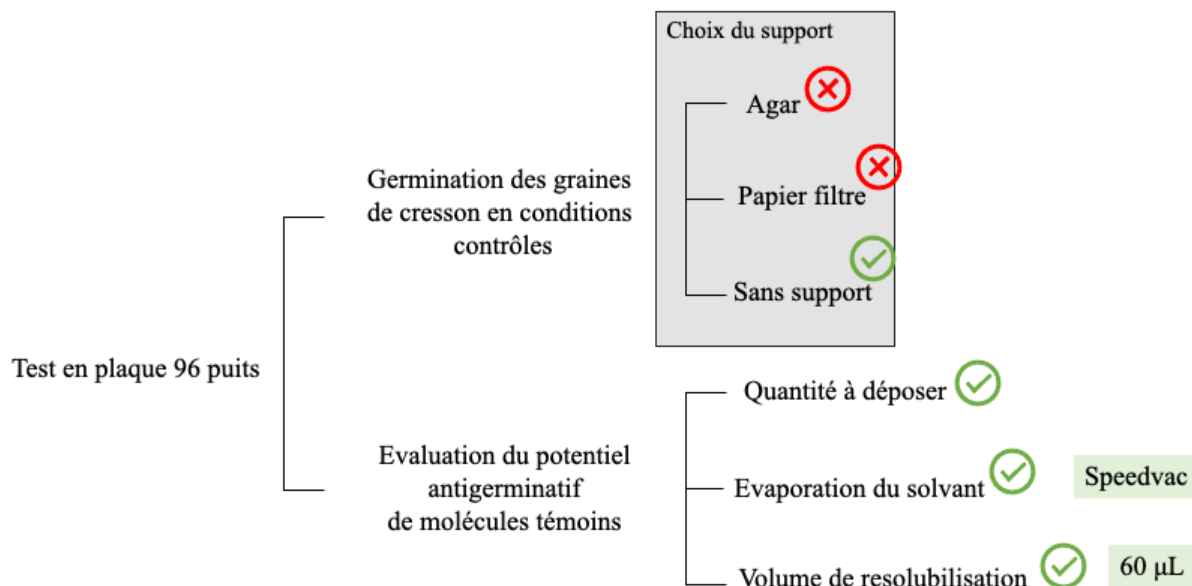 Choix du support
Agar
Germination des graines
de cresson en conditions
contrôles
Papier filtre
Sans support
Test en plaque 96 puits
Quantité à déposer
Evaluation du potentiel
antigerminatif
de molécules témoins
Evaporation du solvant
Speedvac
Volume de resolubilisation
60 µL